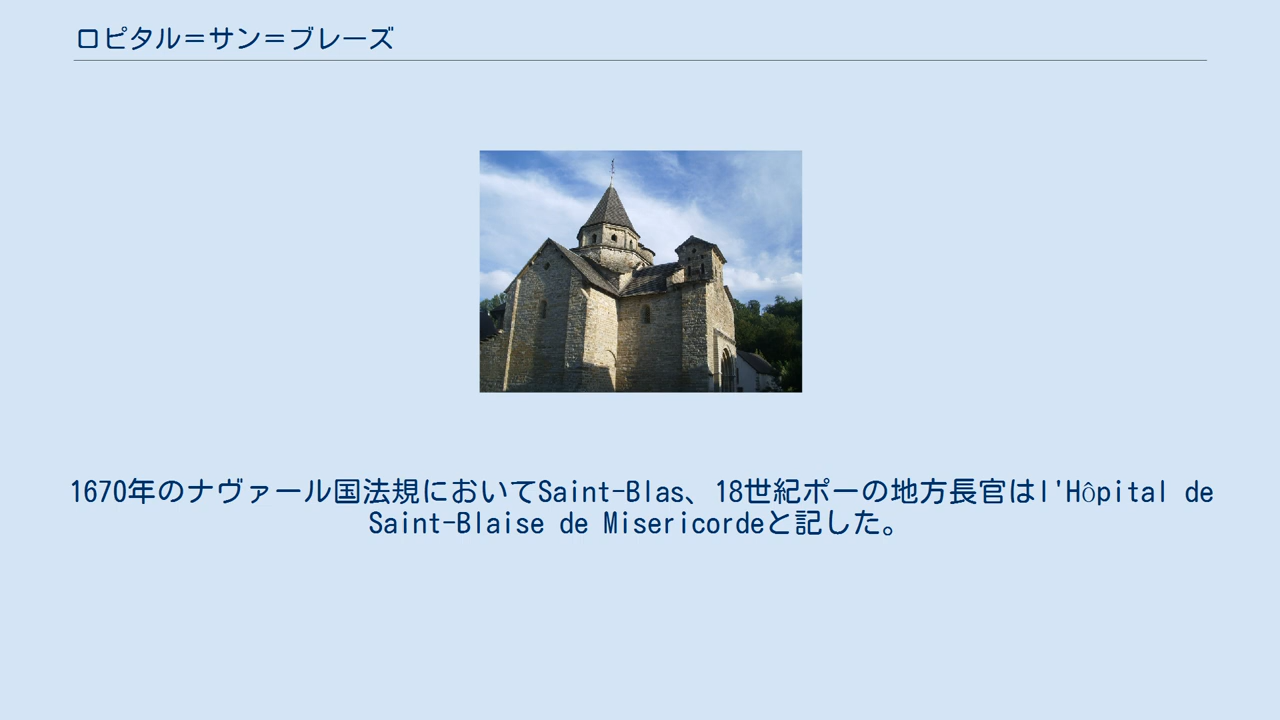 ロピタル＝サン＝ブレーズ
1670年のナヴァール国法規においてSaint-Blas、18世紀ポーの地方長官はl'Hôpital de
Saint-Blaise de Misericordeと記した。